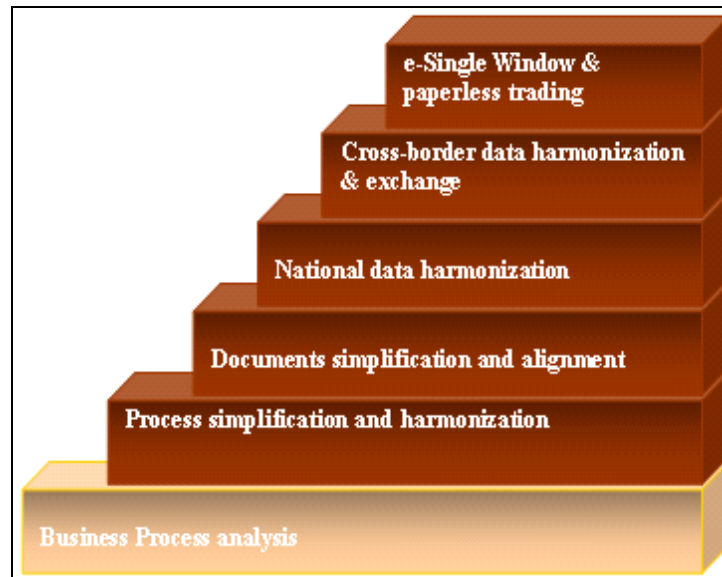 e-Single Window &
paperless trading
Cross-border data harmonization
& exchange
National data harmonization
Documents simplification and alignment
Process simplification and harmonization
Business Process analysis